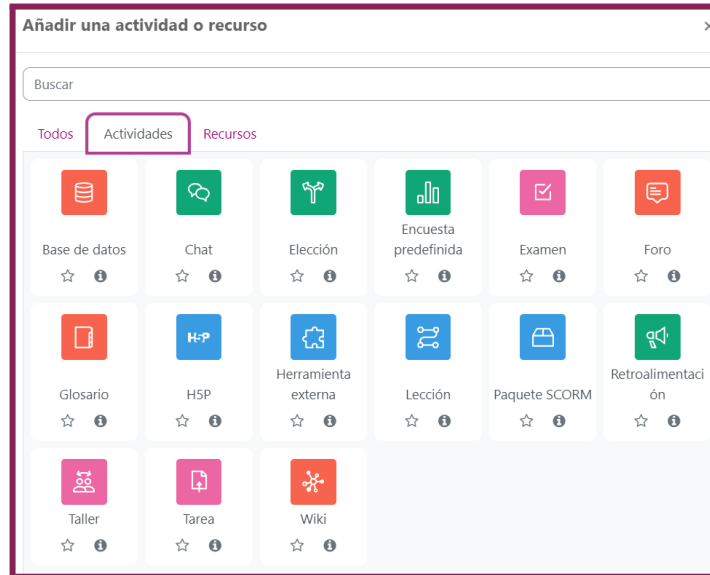 Añadir una actividad o recurso
Buscar
Todos Actividades Recursos
Base de datos
Chat
Elección
Encuesta
predefinida
Examen
Foro
Glosario
H5P
H5P
Herramienta
externa
Lección
Paquete SCORM
Retroalimentaci
ón
Taller
Tarea
Wiki